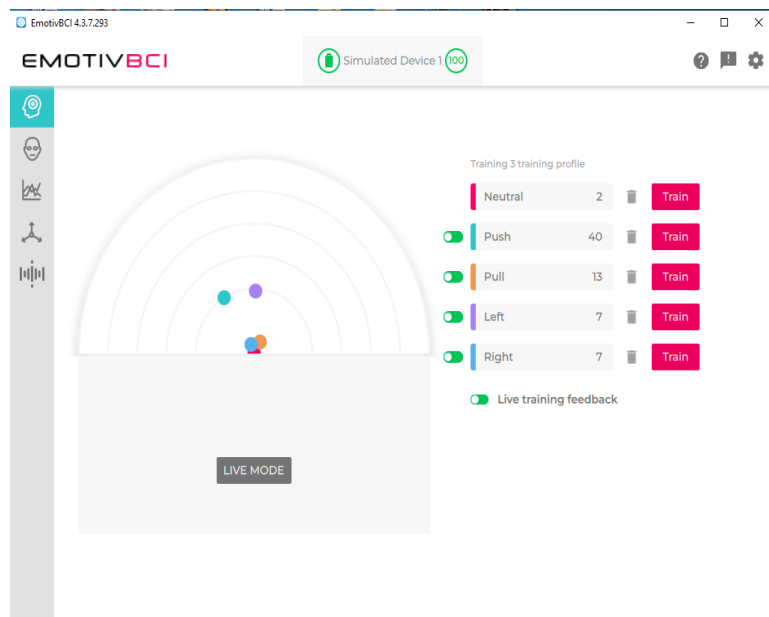 EmotivBCI 4.3.7.293
EMOTIVBCI
Simulated Device 1 100
Training 3 training profile
Neutral 2 Train
Push 40 Train
Pull 13 Train
Left 7 Train
Right 7 Train
Live training feedback
LIVE MODE